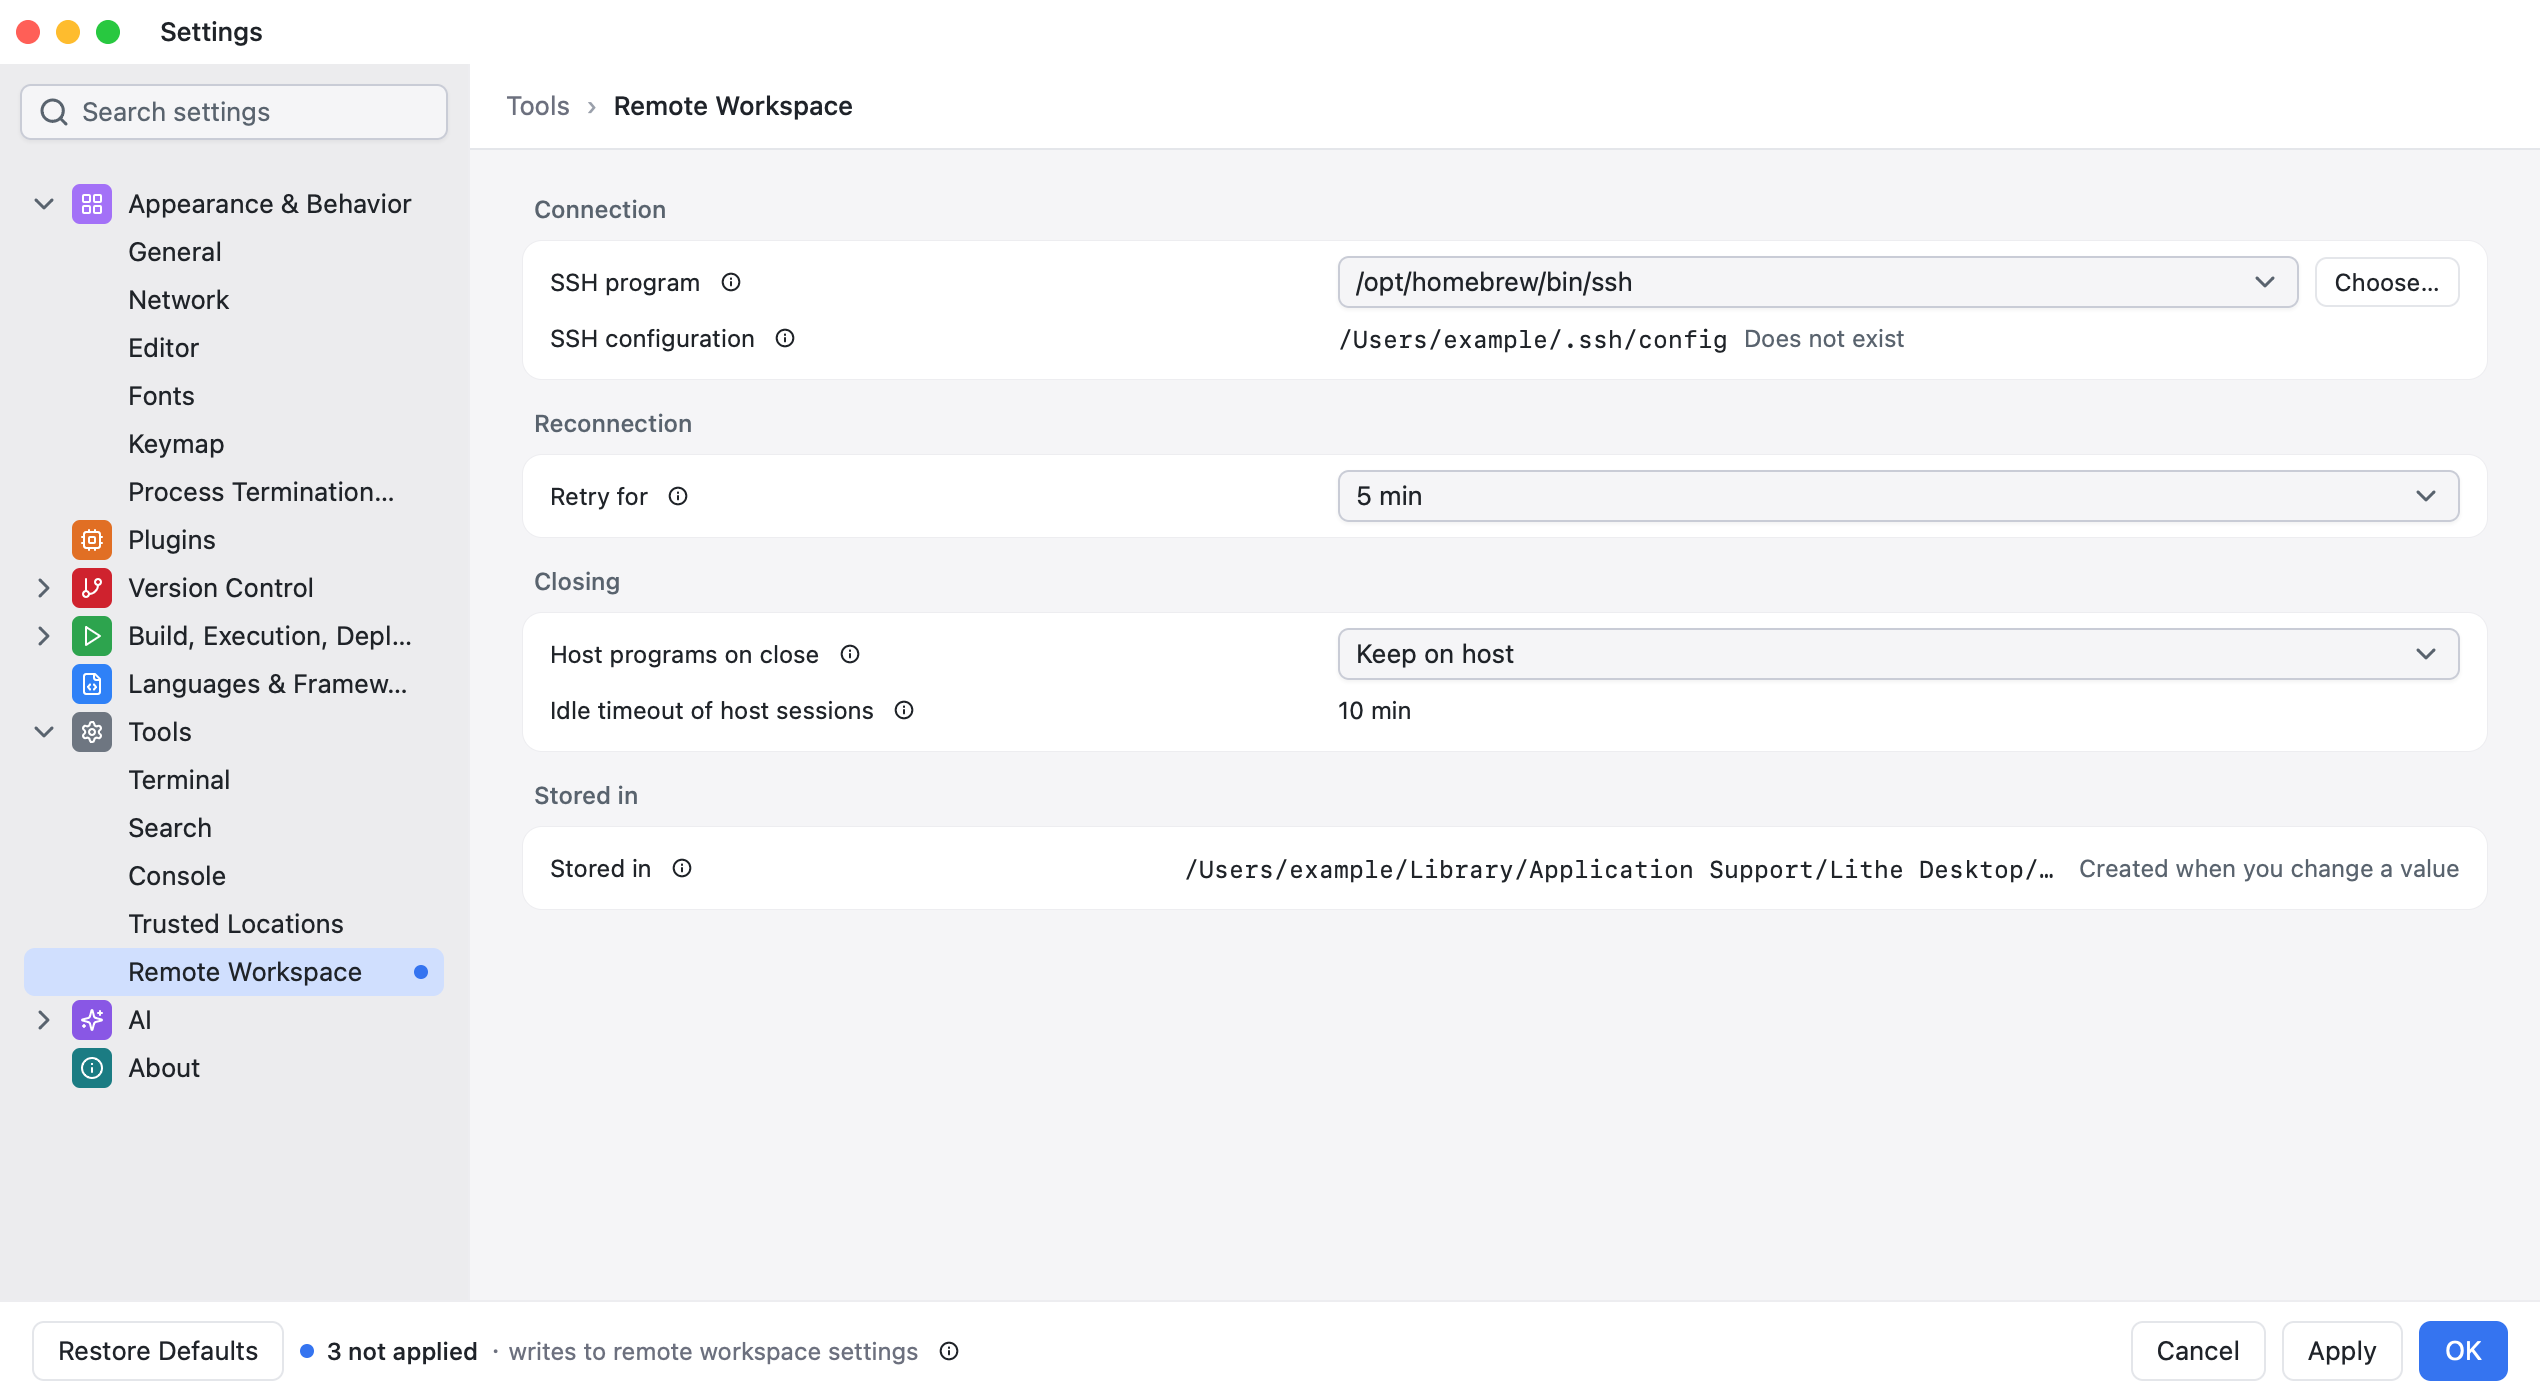 Settings
Search settings
Appearance & Behavior
General
Network
Editor
Fonts
Keymap
Process Termination...
Plugins
Version Control
Build, Execution, Depl...
Languages & Framew...
Tools
Terminal
Search
Console
Trusted Locations
Remote Workspace
AI
About
Tools › Remote Workspace
Connection
SSH program /opt/homebrew/bin/ssh Choose...
SSH configuration /Users/example/.ssh/config Does not exist
Reconnection
Retry for 5 min
Closing
Host programs on close Keep on host
Idle timeout of host sessions 10 min
Stored in
Stored in /Users/example/Library/Application Support/Lithe Desktop/… Created when you change a value
Restore Defaults 3 not applied · writes to remote workspace settings Cancel Apply OK